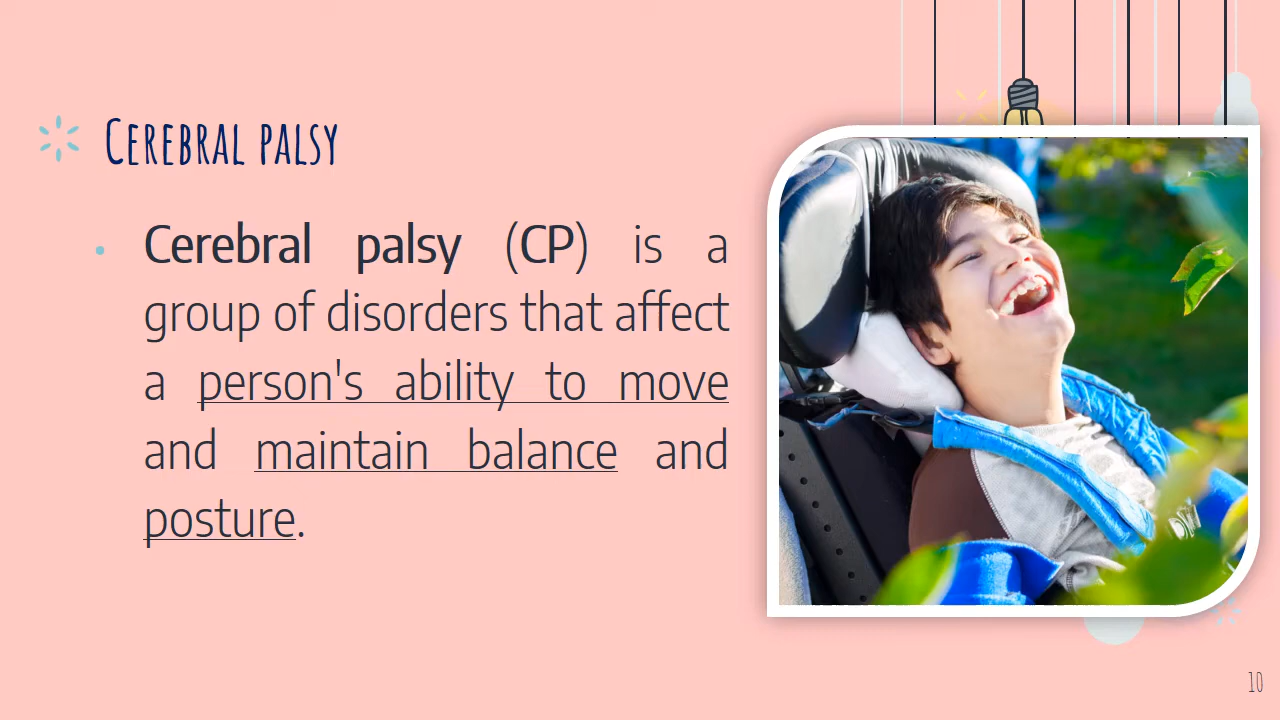 Cerebral palsy
Cerebral palsy (CP) is a
group of disorders that affect
a person's ability to move
and maintain balance and
posture.
10